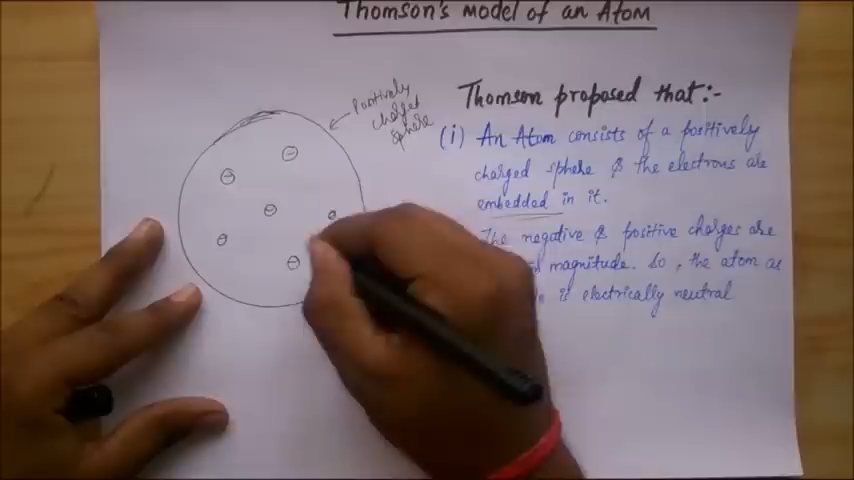 Thomson's model of an Atom
Positively
charged
sphere
Thomson proposed that:-
(i) An Atom consists of a positively
charged sphere & the electrons are
embedded in it.
The negative & positive charges are
magnitude. So, the atom as
is electrically neutral